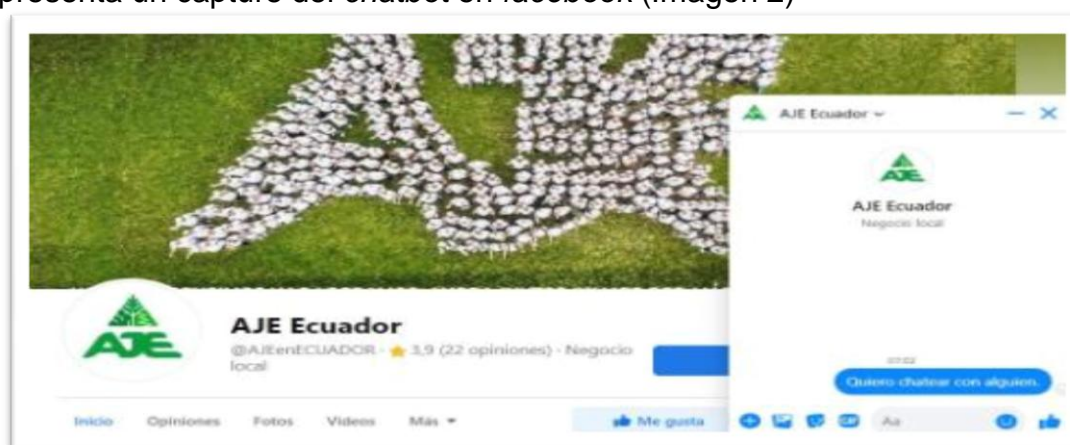 presenta un capture del chatbot en facebook (imagen 2)
AJE
AJE Ecuador
AJE
AJE Ecuador
Negocio local
AJE
AJE Ecuador
@AJEenECUADOR · 3,9 (22 opiniones) · Negocio
local
Quiero chatear con alguien.
Inicio Opiniones Fotos Videos Más
Me gusta
GIF
Aa